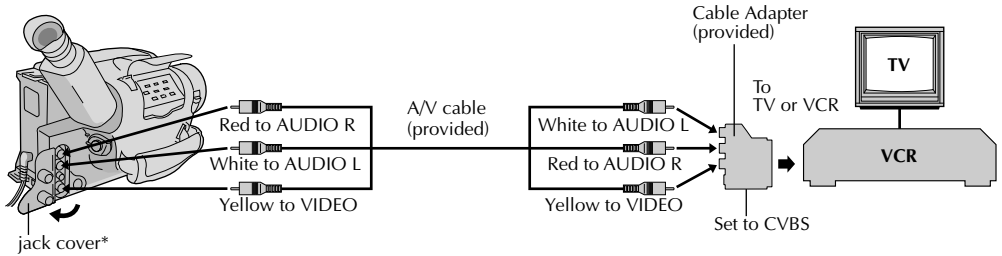 Cable Adapter
(provided)
To
TV or VCR
TV
A/V cable
(provided)
Red to AUDIO R
White to AUDIO L
Yellow to VIDEO
White to AUDIO L
Red to AUDIO R
Yellow to VIDEO
VCR
Set to CVBS
jack cover*